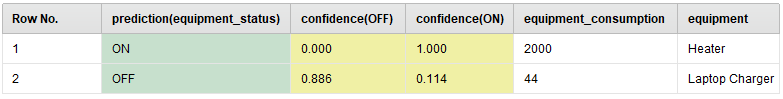 Row No. prediction(equipment_status) confidence(OFF) confidence(ON) equipment_consumption equipment
1 ON 0.000 1.000 2000 Heater
2 OFF 0.886 0.114 44 Laptop Charger